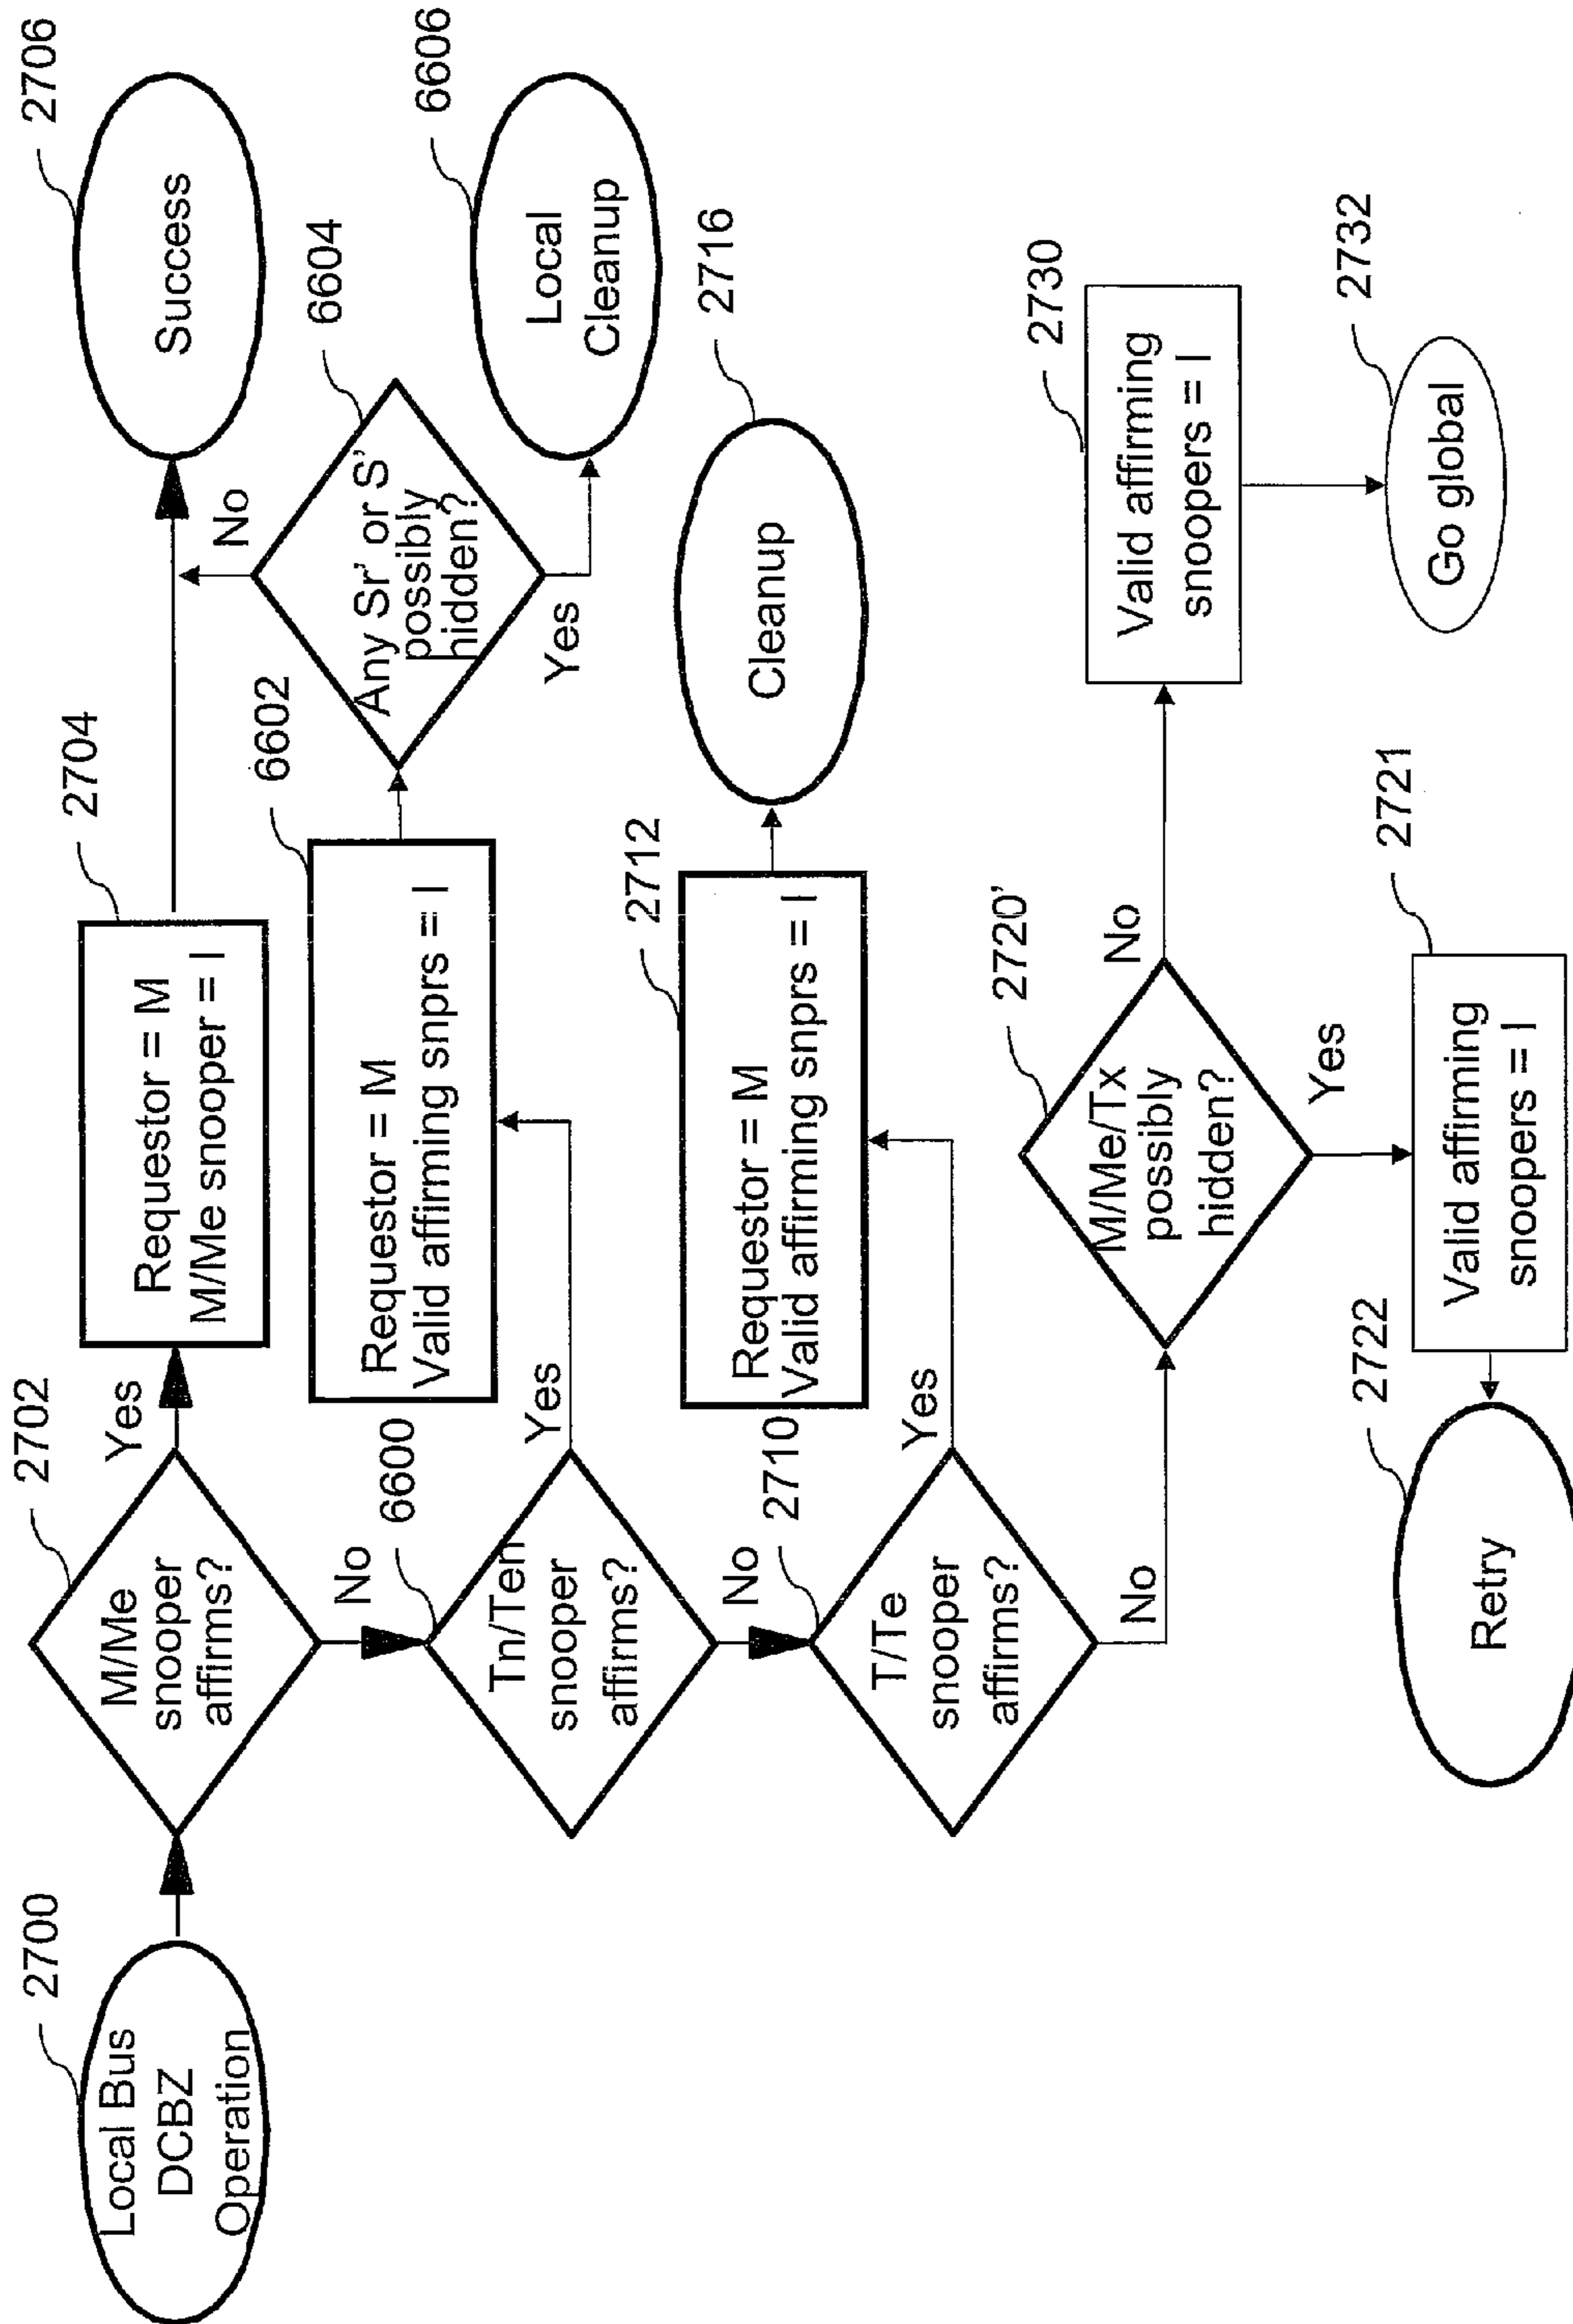 2700
Local Bus
DCBZ
Operation
2702
M/Me
snooper
affirms?
Yes
No
2704
Requestor = M
M/Me snooper = I
2706
Success
6600
Tn/Ten
snooper
affirms?
Yes
No
6602
Requestor = M
Valid affirming snprs = I
6604
Any Sr' or S'
possibly
hidden?
No
Yes
6606
Local
Cleanup
2710
T/Te
snooper
affirms?
Yes
No
2712
Requestor = M
Valid affirming snprs = I
2716
Cleanup
2720'
M/Me/Tx
possibly
hidden?
No
Yes
2730
Valid affirming
snoopers = I
2732
Go global
2721
Valid affirming
snoopers = I
2722
Retry